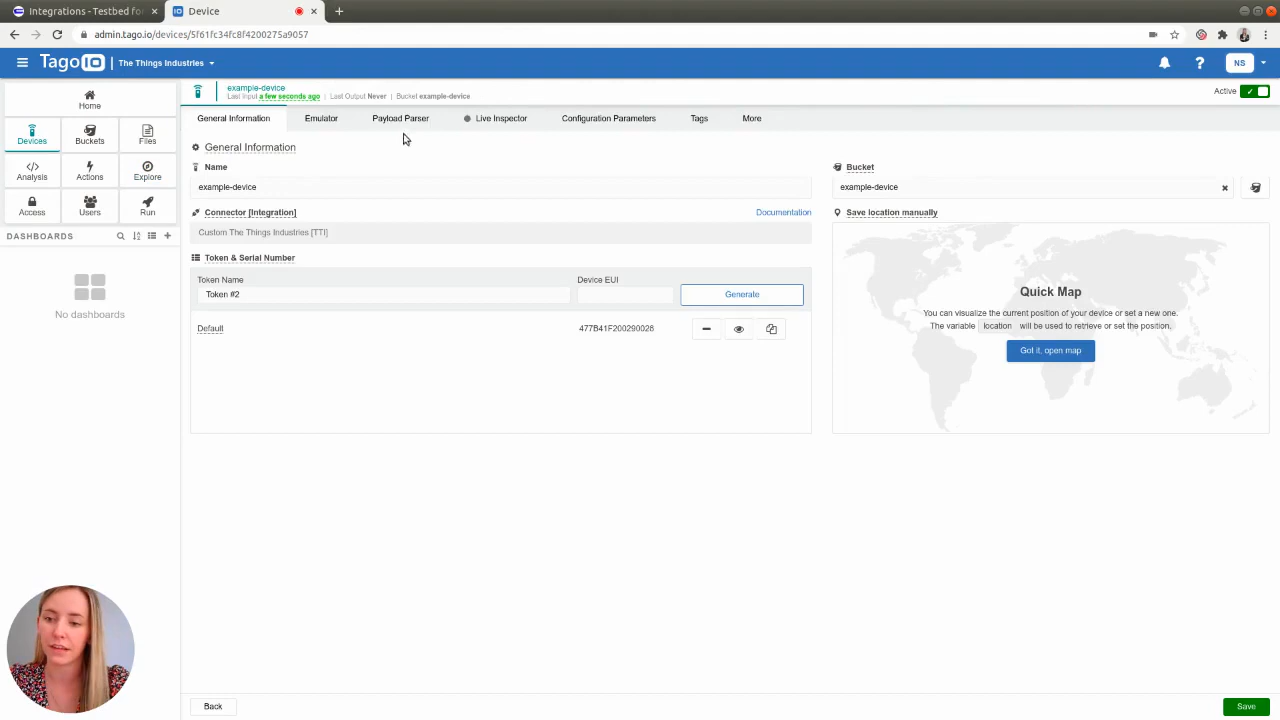 Integrations - Testbed fo
Device
admin.tago.io/devices/5f61fc34fc8f4200275a9057
TagoIO
The Things Industries
NS
Home
Devices
Buckets
Files
Analysis
Actions
Explore
Access
Users
Run
DASHBOARDS
No dashboards
example-device
Last Input a few seconds ago | Last Output Never | Bucket example-device
Active
General Information
Emulator
Payload Parser
Live Inspector
Configuration Parameters
Tags
More
General Information
Name
example-device
Connector [Integration]
Documentation
Custom The Things Industries [TTI]
Token & Serial Number
Token Name
Device EUI
Token #2
Generate
Default
477B41F200290028
Bucket
example-device
Save location manually
Quick Map
You can visualize the current position of your device or set a new one.
The variable location will be used to retrieve or set the position.
Got it, open map
Back
Save